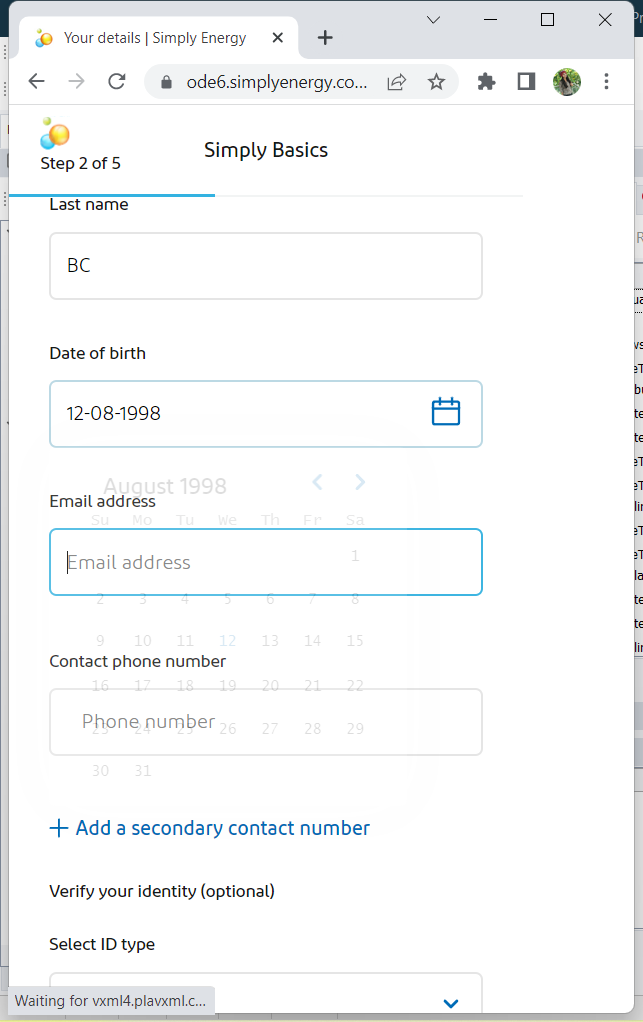 Your details | Simply Energy
ode6.simplyenergy.co...
Step 2 of 5
Simply Basics
Last name
BC
Date of birth
12-08-1998
August 1998
Email address
Su Mo Tu We Th Fr Sa
1
Email address
2 3 4 5 6 7 8
9 10 11 12 13 14 15
Contact phone number
16 17 18 19 20 21 22
Phone number
23 24 25 26 27 28 29
30 31
+ Add a secondary contact number
Verify your identity (optional)
Select ID type
Waiting for vxml4.plavxml.c...